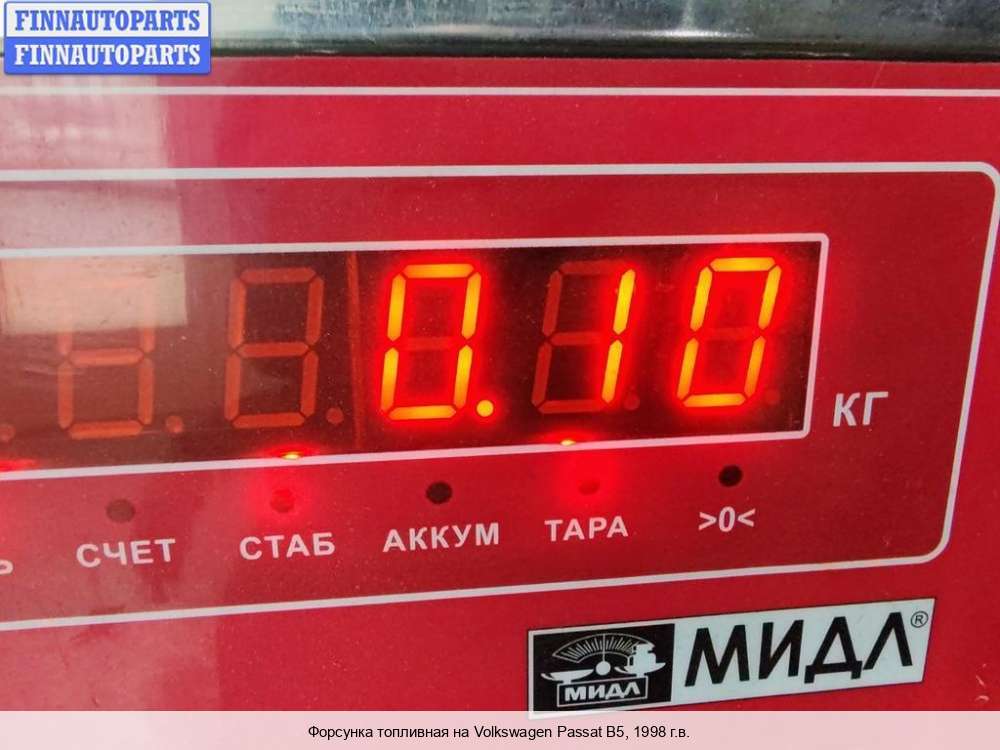 FINNAUTOPARTS
FINNAUTOPARTS
0.10
КГ
Ь СЧЕТ СТАБ АККУМ ТАРА >0<
МИДЛ МИДЛ®
Форсунка топливная на Volkswagen Passat B5, 1998 г.в.